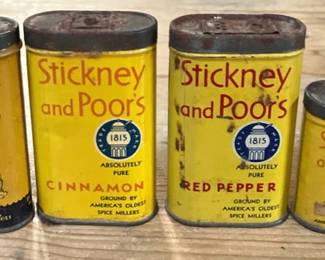 Stickney
and Poor's
1815
ABSOLUTELY
PURE
CINNAMON
GROUND BY
AMERICA'S OLDEST
SPICE MILLERS
Stickney
and Poor's
1815
ABSOLUTELY
PURE
RED PEPPER
GROUND BY
AMERICA'S OLDEST
SPICE MILLERS